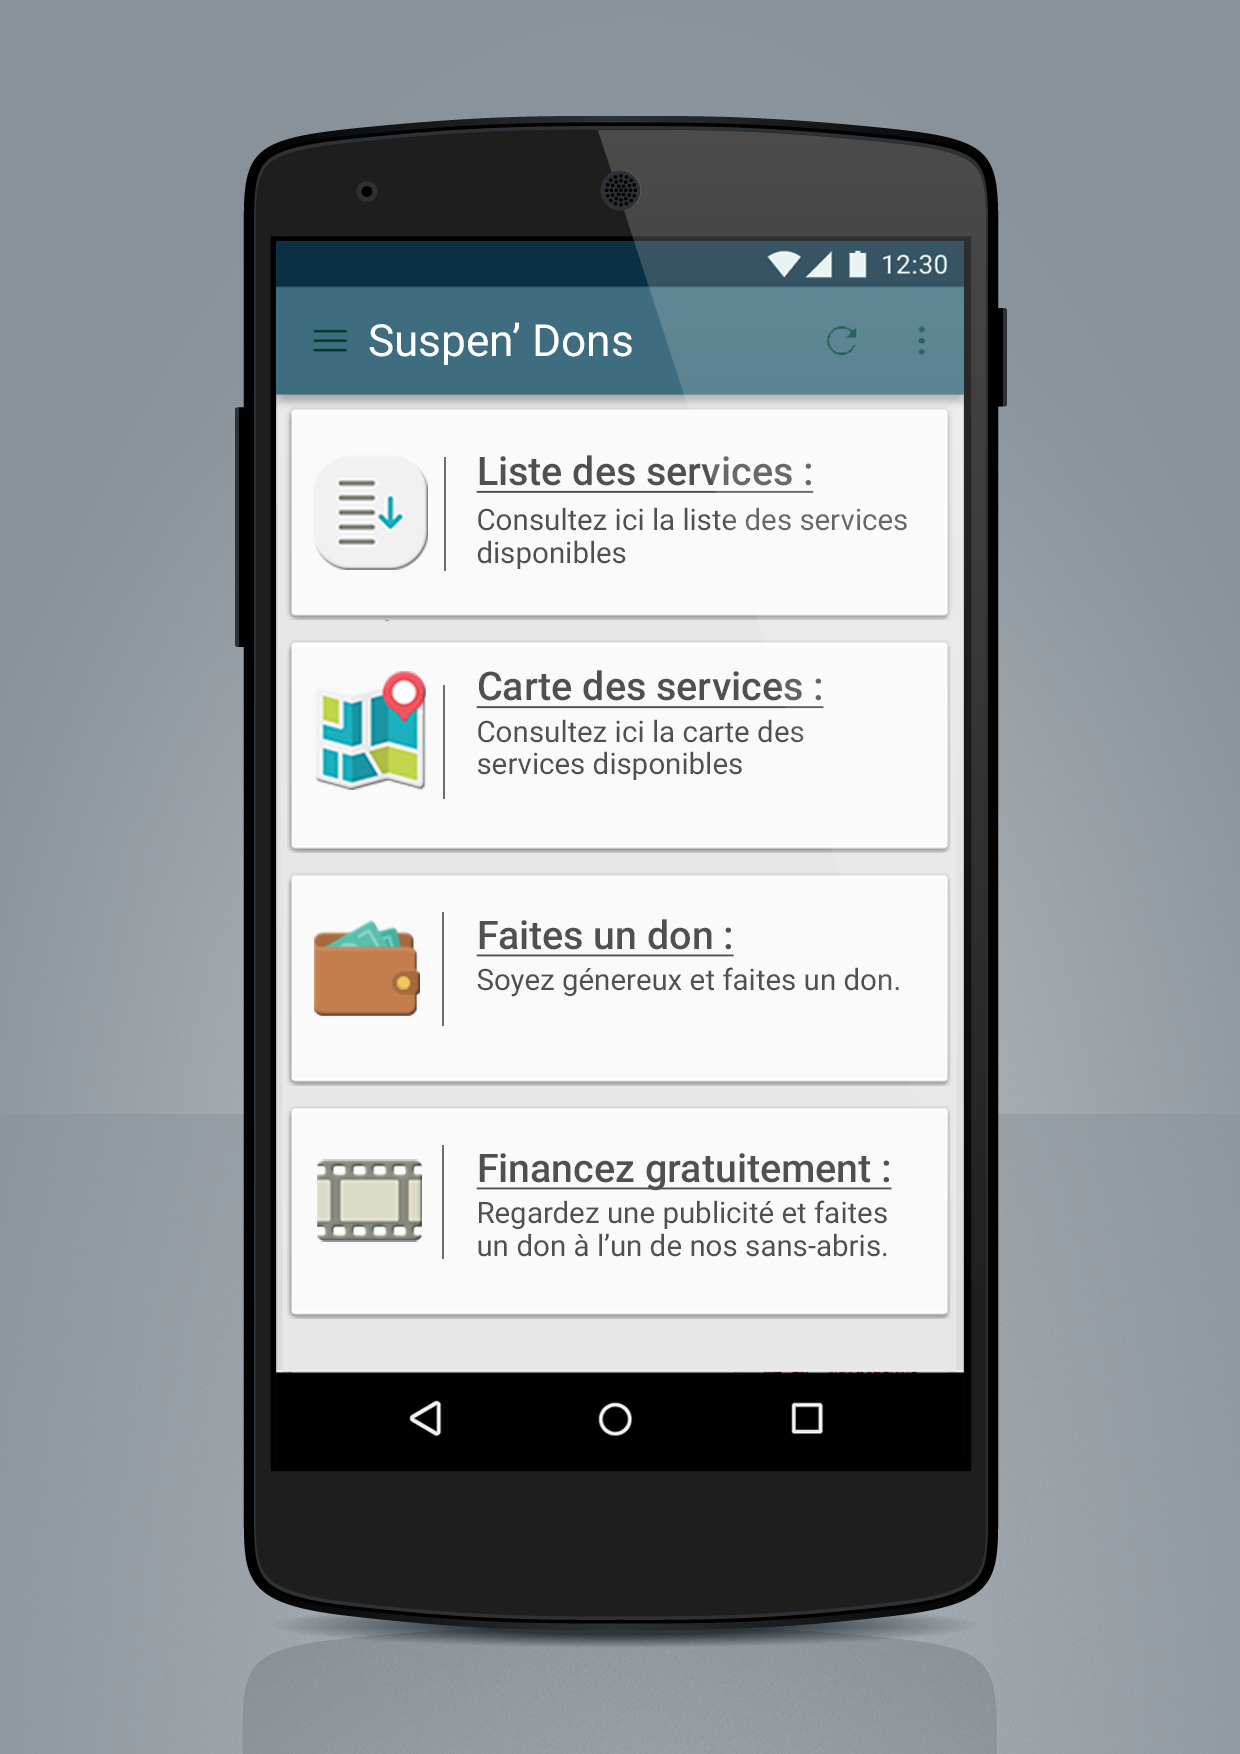 12:30
Suspen’ Dons
Liste des services :
Consultez ici la liste des services
disponibles
Carte des services :
Consultez ici la carte des
services disponibles
Faites un don :
Soyez génereux et faites un don.
Financez gratuitement :
Regardez une publicité et faites
un don à l’un de nos sans-abris.